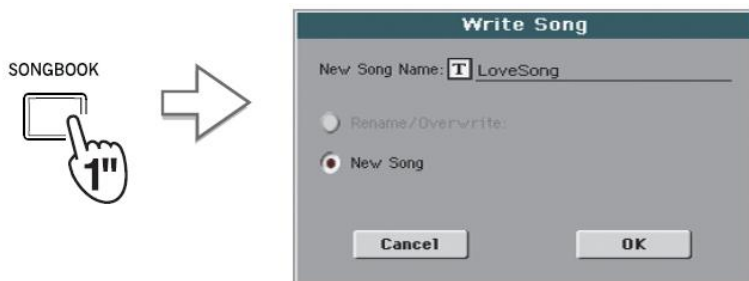 Write Song
SONGBOOK
New Song Name: T LoveSong
Rename/Overwrite:
New Song
1"
Cancel OK